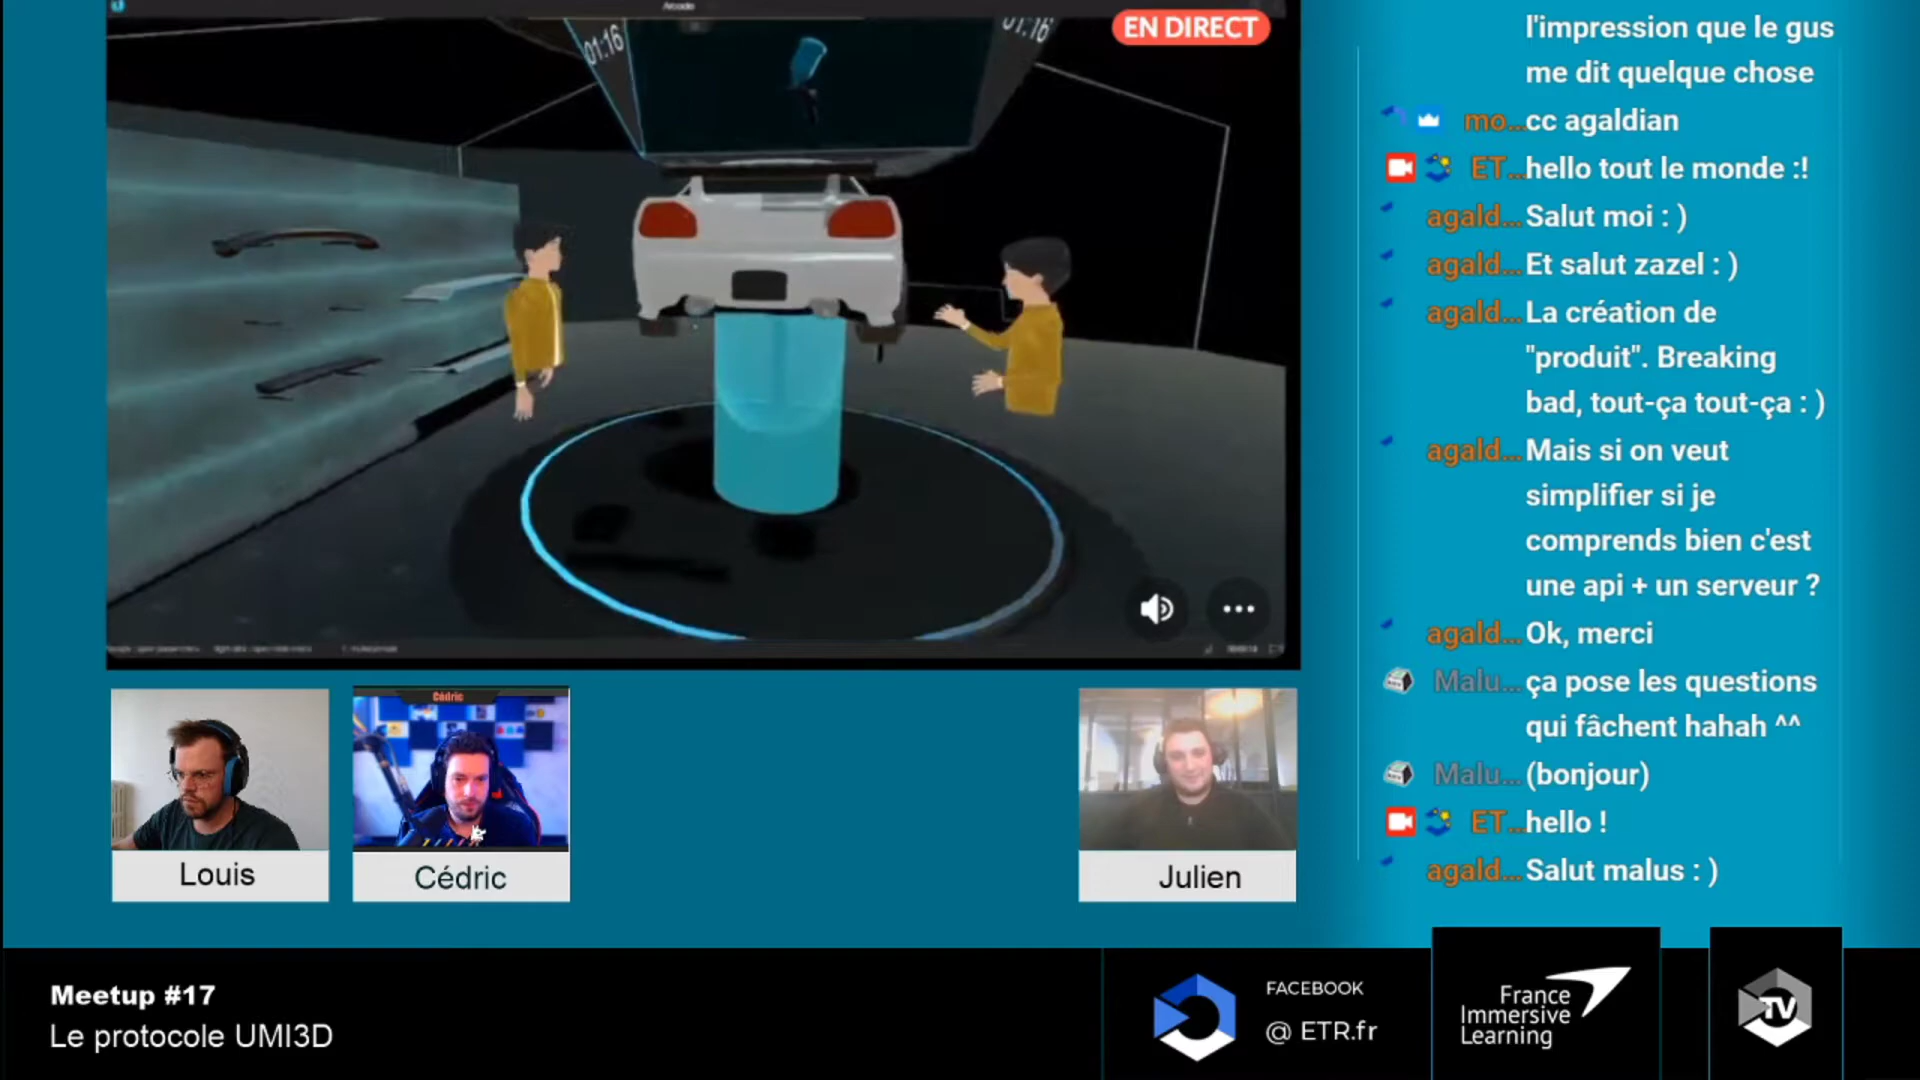 Arcade
01:16
01:16
EN DIRECT
l'impression que le gus
me dit quelque chose
mo... cc agaldian
ET... hello tout le monde :!
agald... Salut moi : )
agald... Et salut zazel : )
agald... La création de
"produit". Breaking
bad, tout-ça tout-ça : )
agald... Mais si on veut
simplifier si je
comprends bien c'est
une api + un serveur ?
agald... Ok, merci
Malu... ça pose les questions
qui fâchent hahah ^^
Malu... (bonjour)
ET... hello !
agald... Salut malus : )
Cédric
Louis
Cédric
Julien
Meetup #17
Le protocole UMI3D
FACEBOOK
@ ETR.fr
France
Immersive
Learning
TV